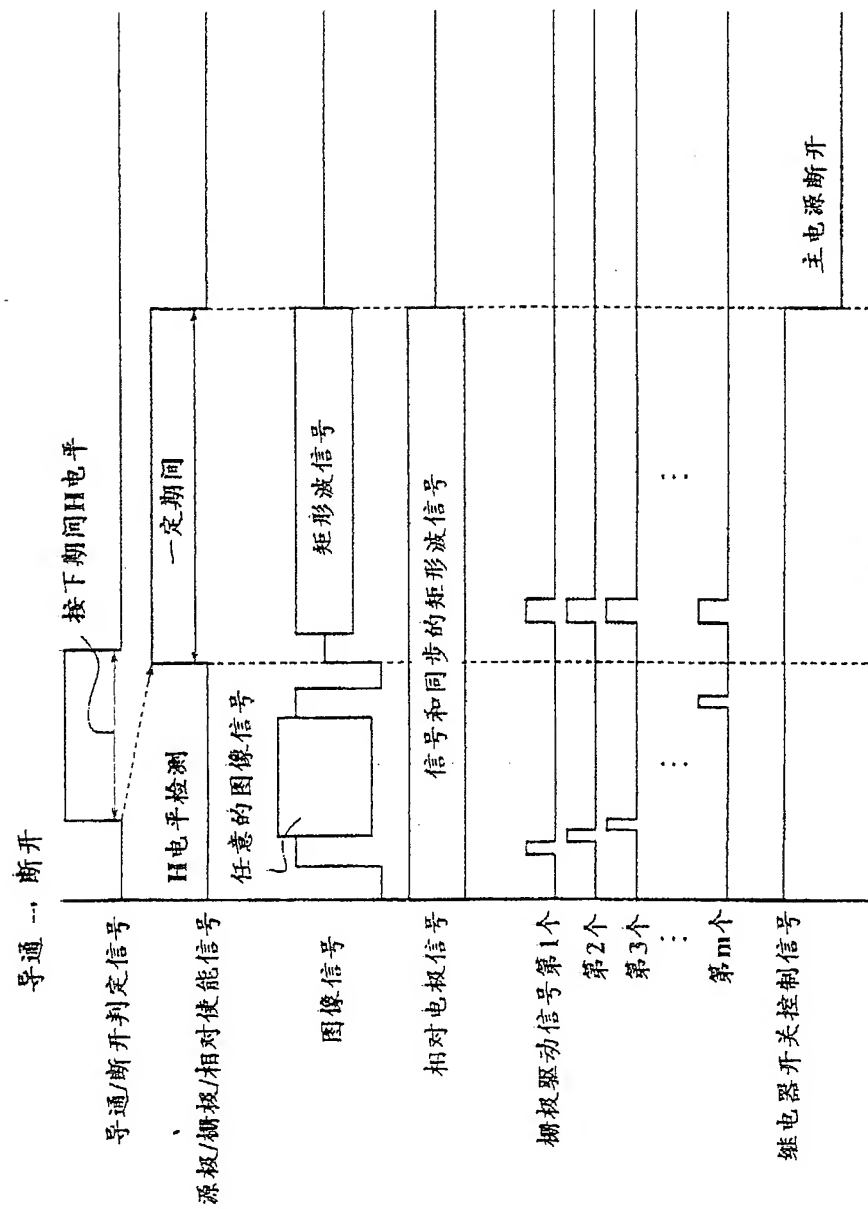 导通 --, 断开
导通/断开判定信号
接下期间H电平
源极/栅极/相对使能信号
H电平检测
一定期间
图像信号
任意的图像信号
矩形波信号
相对电极信号
信号和同步的矩形波信号
栅极驱动信号第1个
第2个
第3个
第m个
继电器开关控制信号
主电源断开